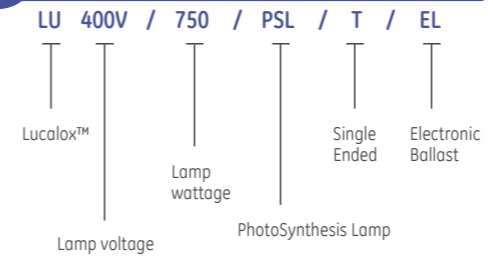 LU 400V / 750 / PSL / T / EL
Lucalox™
Single
Ended
Electronic
Ballast
Lamp
wattage
PhotoSynthesis Lamp
Lamp voltage